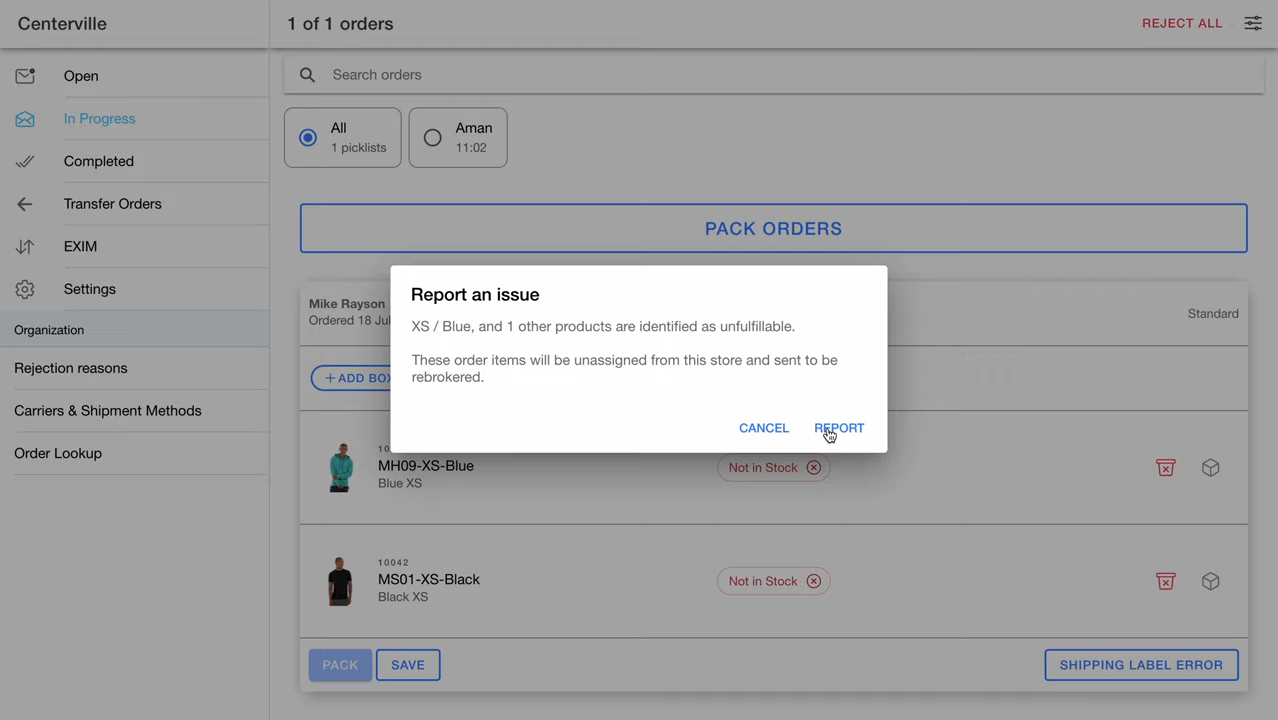 Centerville
1 of 1 orders
REJECT ALL
Open
In Progress
Completed
Transfer Orders
EXIM
Settings
Organization
Rejection reasons
Carriers & Shipment Methods
Order Lookup
Search orders
All
1 picklists
Aman
11:02
PACK ORDERS
Mike Rayson
Ordered 18 Jul
Standard
+ ADD BOX
Report an issue
XS / Blue, and 1 other products are identified as unfulfillable.
These order items will be unassigned from this store and sent to be
rebrokered.
CANCEL REPORT
10
MH09-XS-Blue
Blue XS
Not in Stock
10042
MS01-XS-Black
Black XS
Not in Stock
PACK SAVE
SHIPPING LABEL ERROR